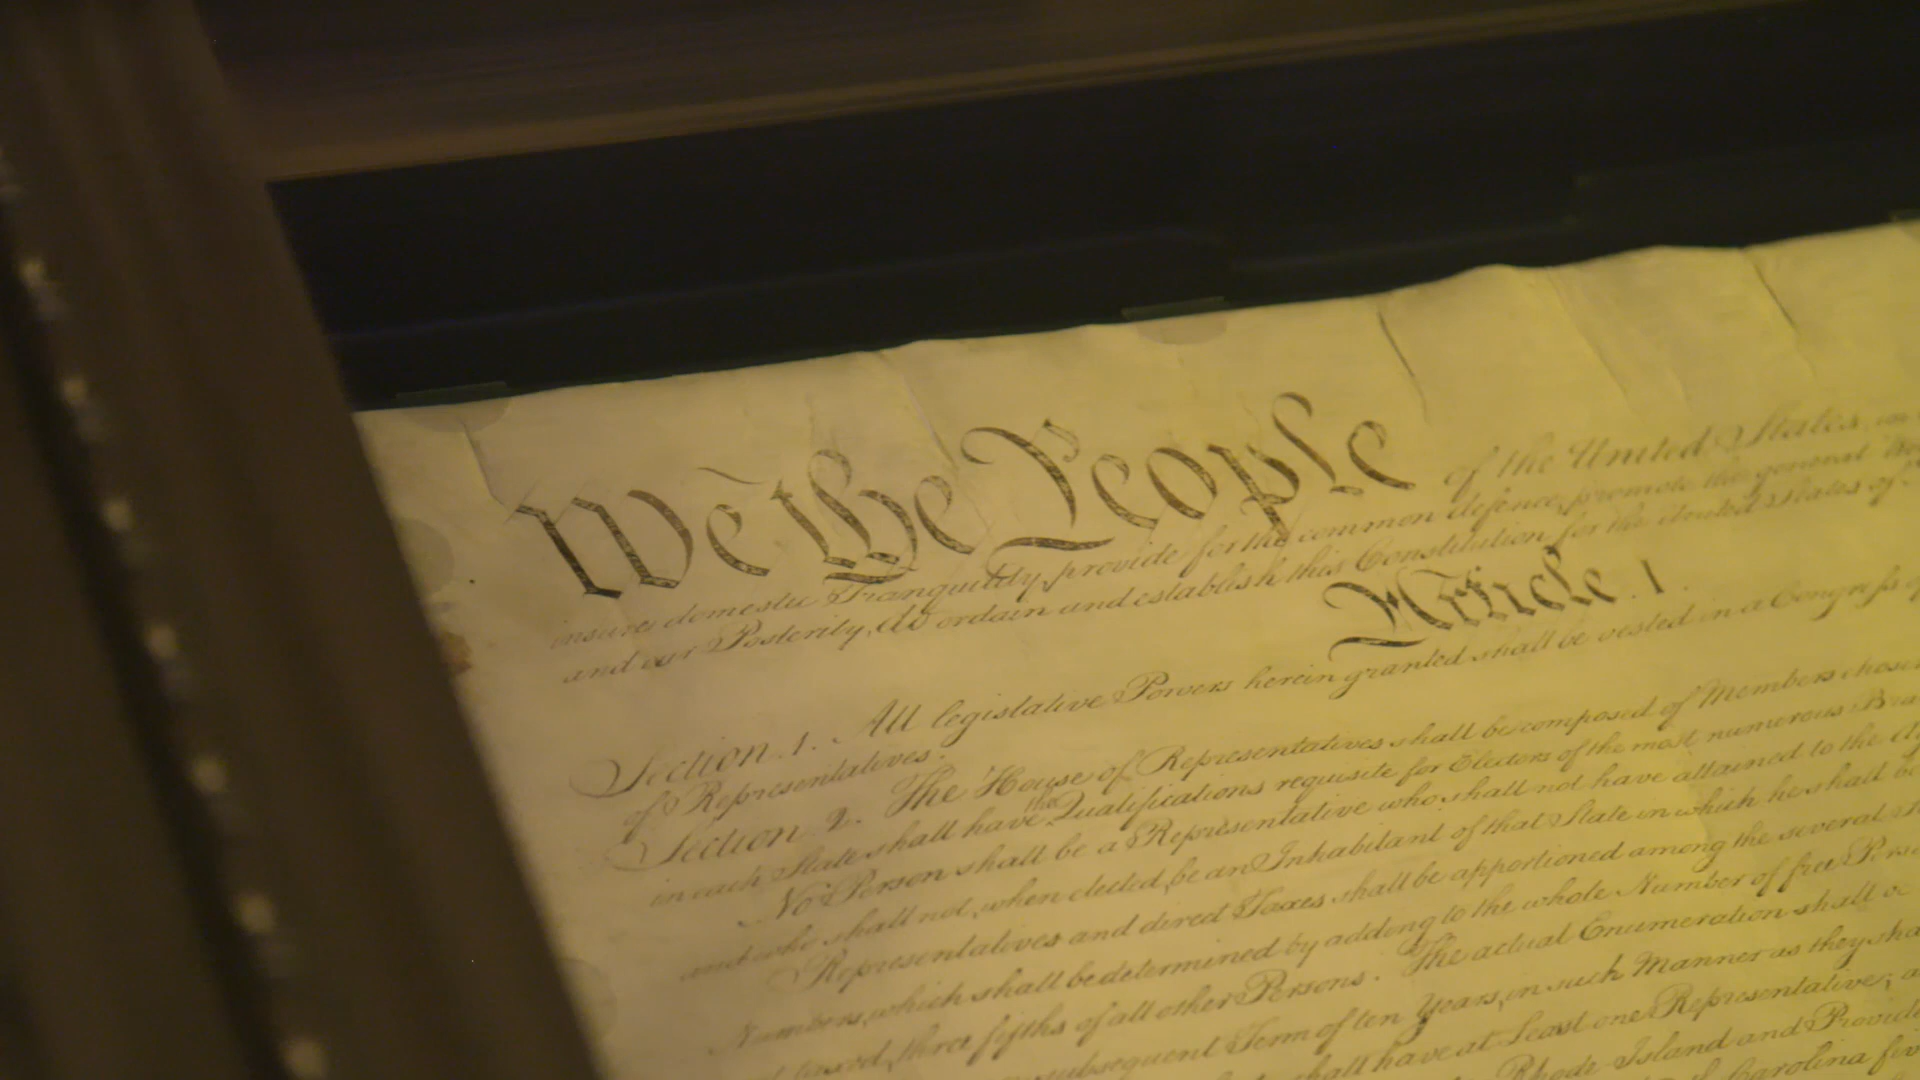 We the People of the United States, in
insure domestic Tranquility, provide for the common defence, promote the general
and our Posterity, do ordain and establish this Constitution for the United States of
Article. I.
Section. 1. All legislative Powers herein granted shall be vested in a Congress of
of Representatives.
Section. 2. The House of Representatives shall be composed of Members chosen
in each State shall have the Qualifications requisite for Electors of the most numerous
No Person shall be a Representative who shall not have attained to the
and who shall not, when elected, be an Inhabitant of that State in which he shall be
Representatives and direct Taxes shall be apportioned among the several
Numbers, which shall be determined by adding to the whole Number of free
three fifths of all other Persons. The actual Enumeration shall be
subsequent Term of ten Years, in such Manner as they
shall have at Least one Representative;
Rhode Island and
Carolina